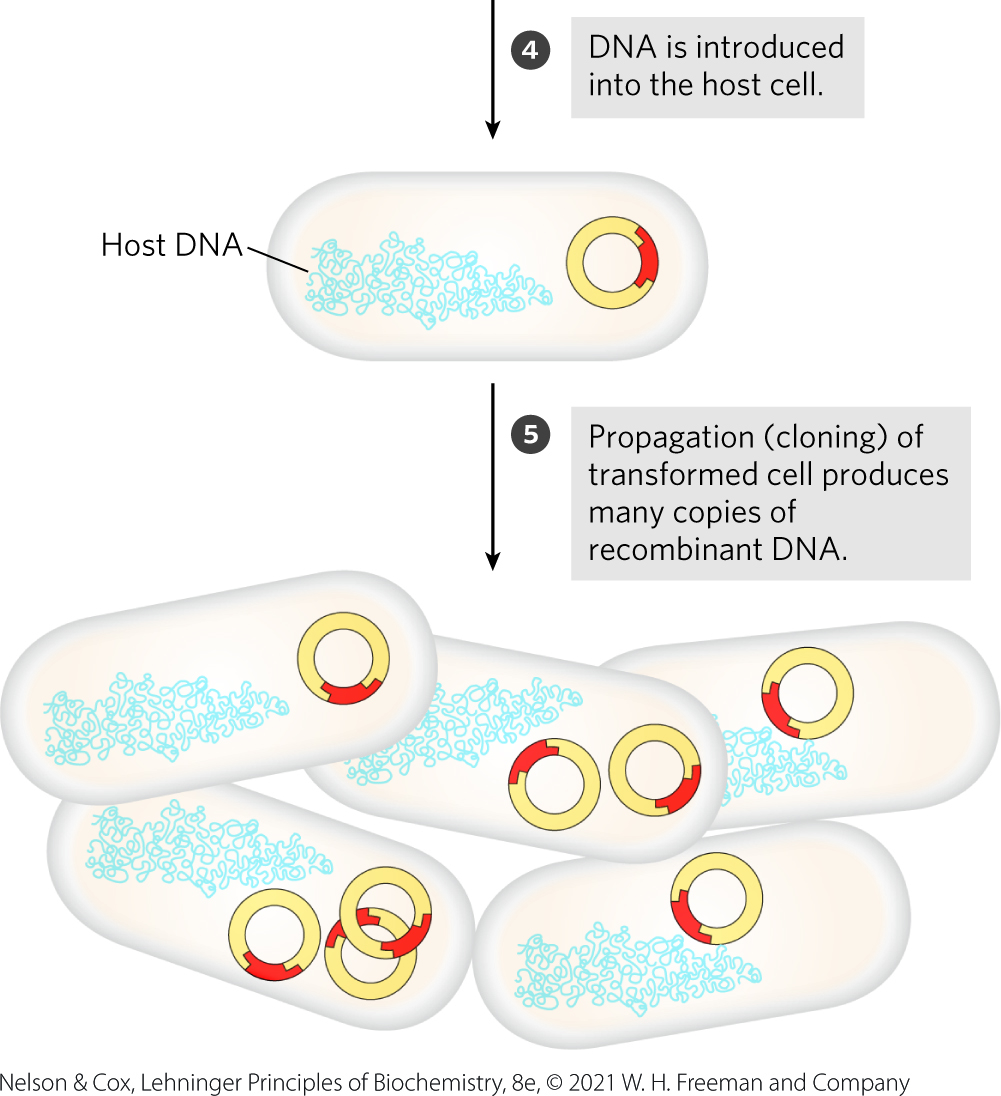 4
DNA is introduced
into the host cell.
Host DNA
5
Propagation (cloning) of
transformed cell produces
many copies of
recombinant DNA.
Nelson & Cox, Lehninger Principles of Biochemistry, 8e, © 2021 W. H. Freeman and Company